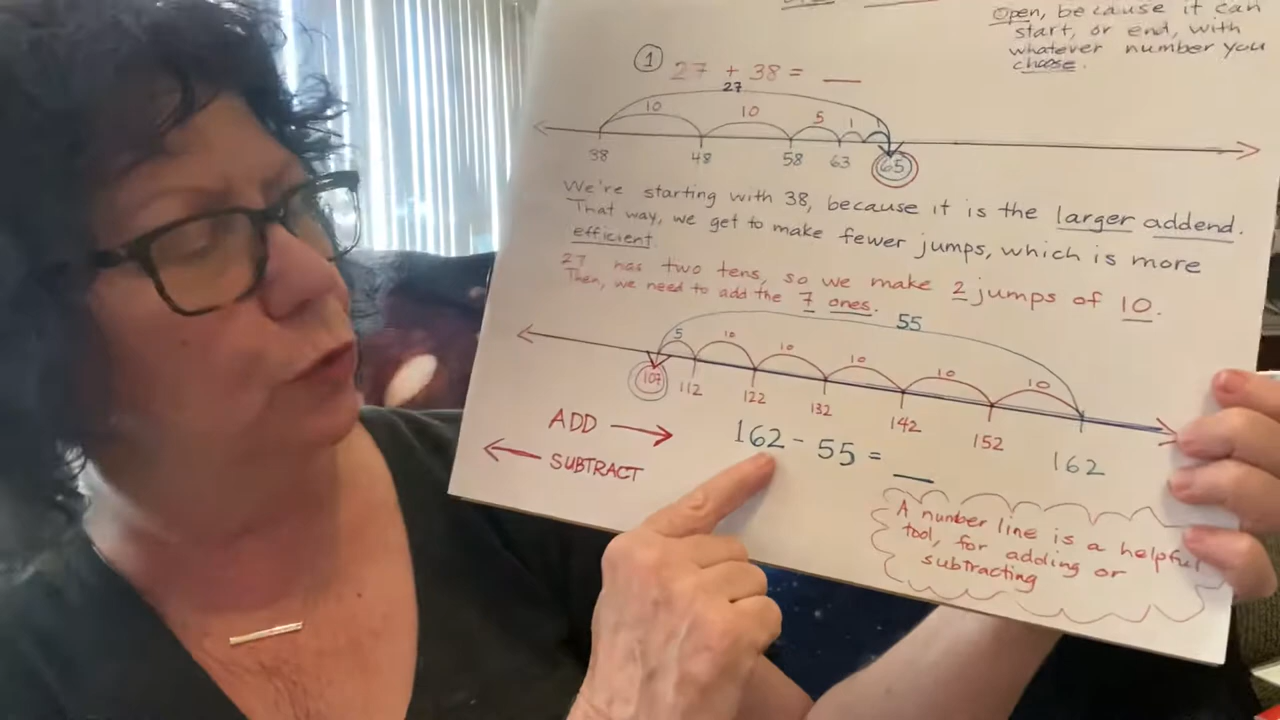 Open, because it can
start, or end, with
whatever number you
choose.
1 27 + 38 = __
27
10 10 5 1 1
38 48 58 63 65
We're starting with 38, because it is the larger addend.
That way, we get to make fewer jumps, which is more
efficient.
27 has two tens, so we make 2 jumps of 10.
Then, we need to add the 7 ones.
55
5 10 10 10 10 10
107 112 122 132 142 152 162
ADD
SUBTRACT
162 - 55 = __
A number line is a helpful
tool, for adding or
subtracting